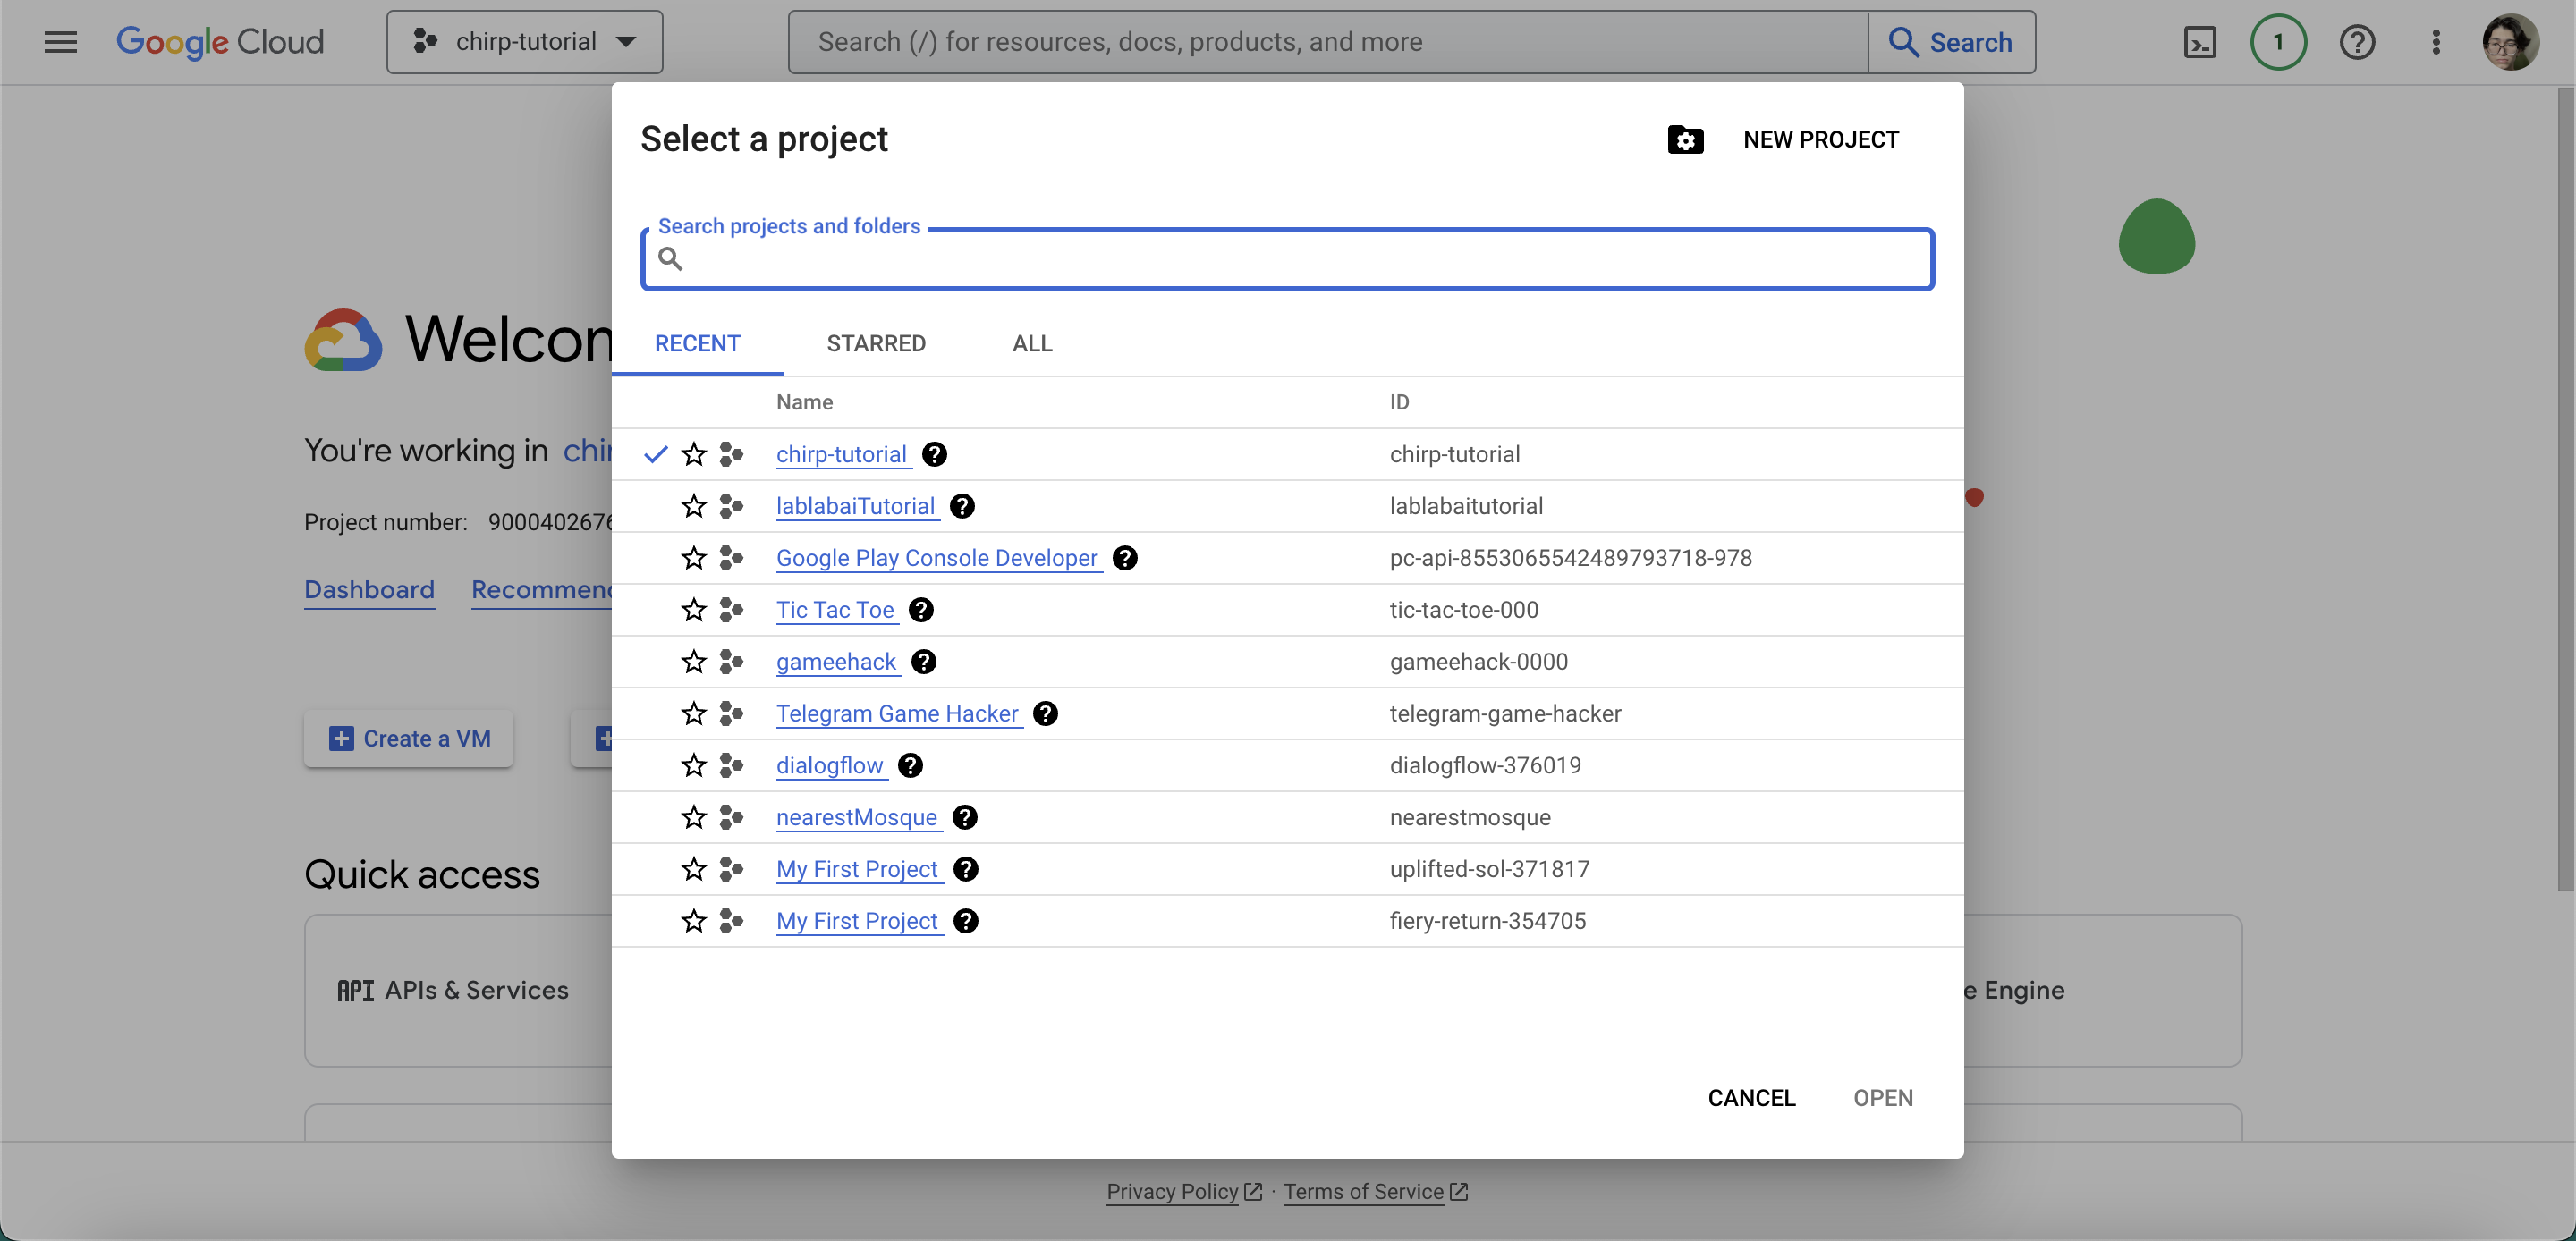 Google Cloud
chirp-tutorial
Search (/) for resources, docs, products, and more
Search
1
Select a project
NEW PROJECT
Search projects and folders
RECENT STARRED ALL
Name ID
chirp-tutorial chirp-tutorial
lablabaiTutorial lablabaitutorial
Google Play Console Developer pc-api-8553065542489793718-978
Tic Tac Toe tic-tac-toe-000
gameehack gameehack-0000
Telegram Game Hacker telegram-game-hacker
dialogflow dialogflow-376019
nearestMosque nearestmosque
My First Project uplifted-sol-371817
My First Project fiery-return-354705
CANCEL OPEN
Welcon
You're working in chir
Project number: 9000402676
Dashboard Recommend
Create a VM
Quick access
API APIs & Services
e Engine
Privacy Policy · Terms of Service